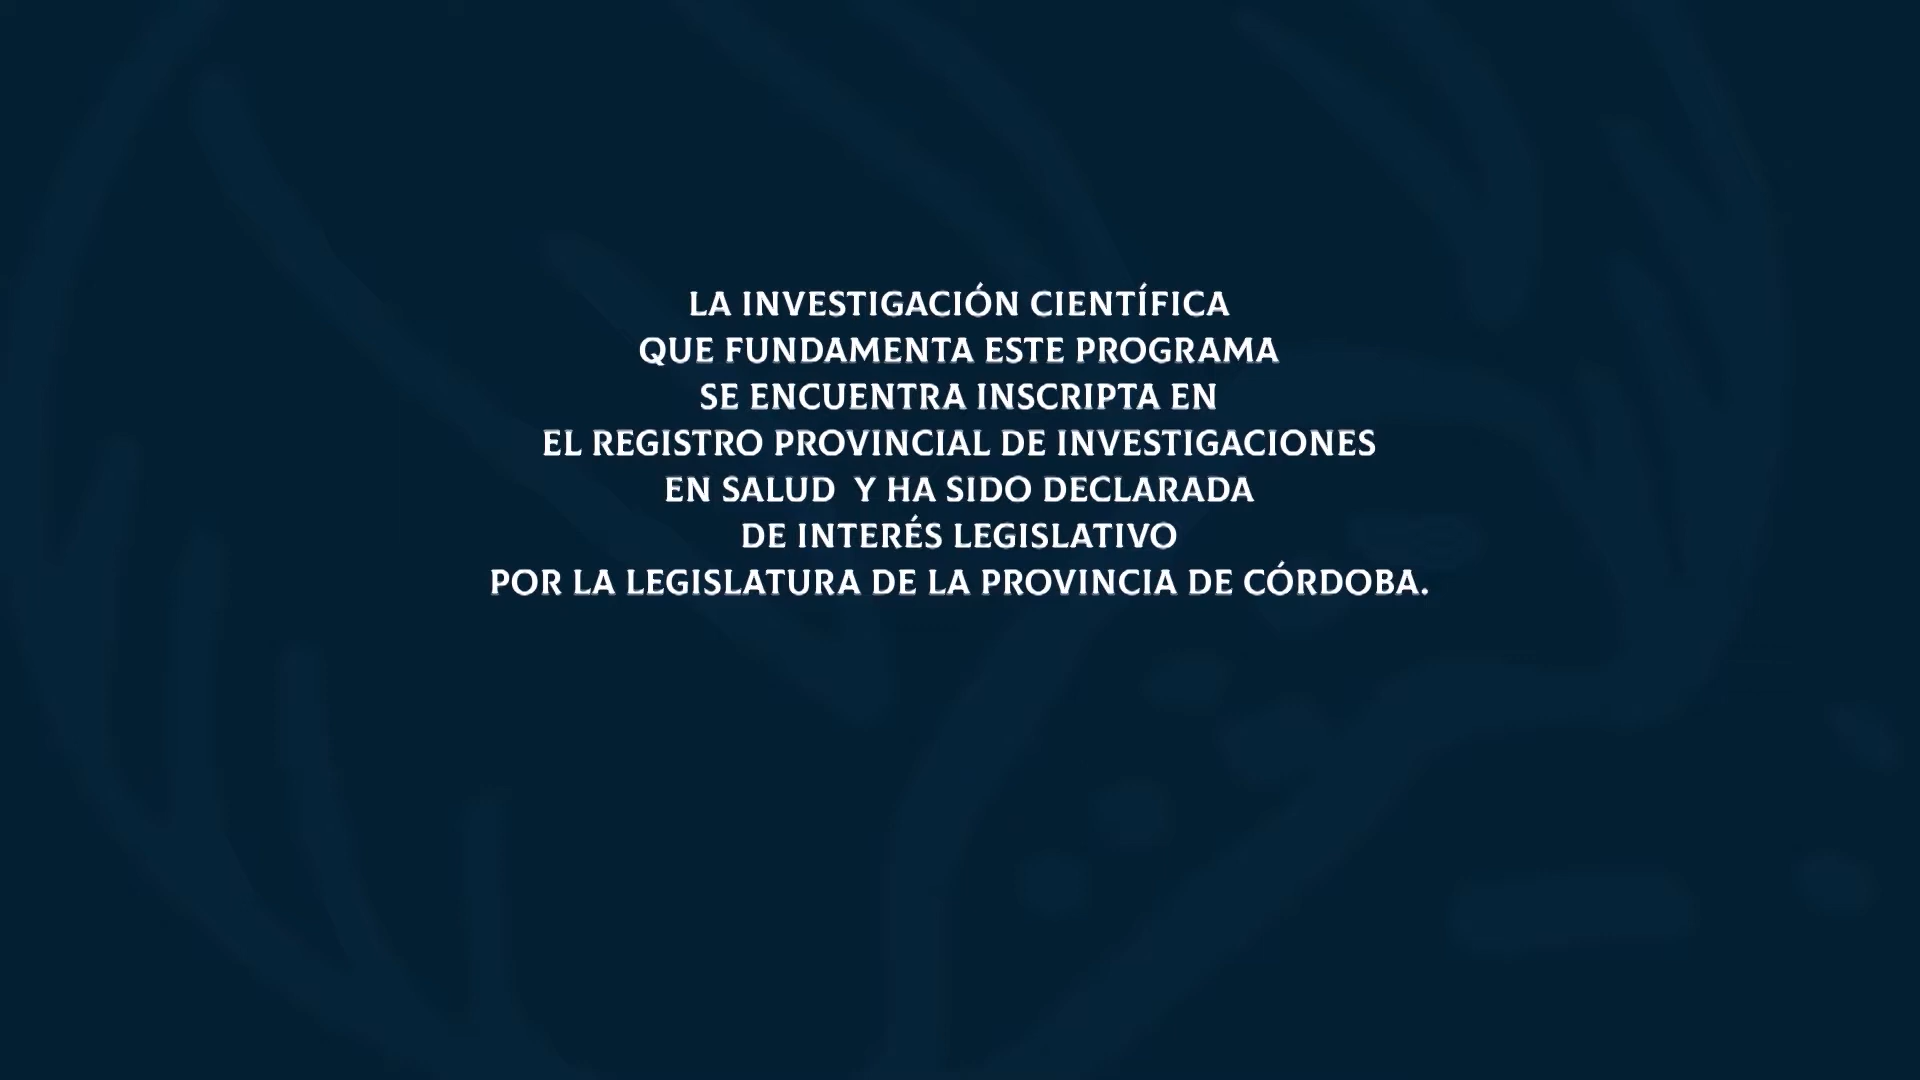 LA INVESTIGACIÓN CIENTÍFICA
QUE FUNDAMENTA ESTE PROGRAMA
SE ENCUENTRA INSCRIPTA EN
EL REGISTRO PROVINCIAL DE INVESTIGACIONES
EN SALUD  Y HA SIDO DECLARADA
DE INTERÉS LEGISLATIVO
POR LA LEGISLATURA DE LA PROVINCIA DE CÓRDOBA.